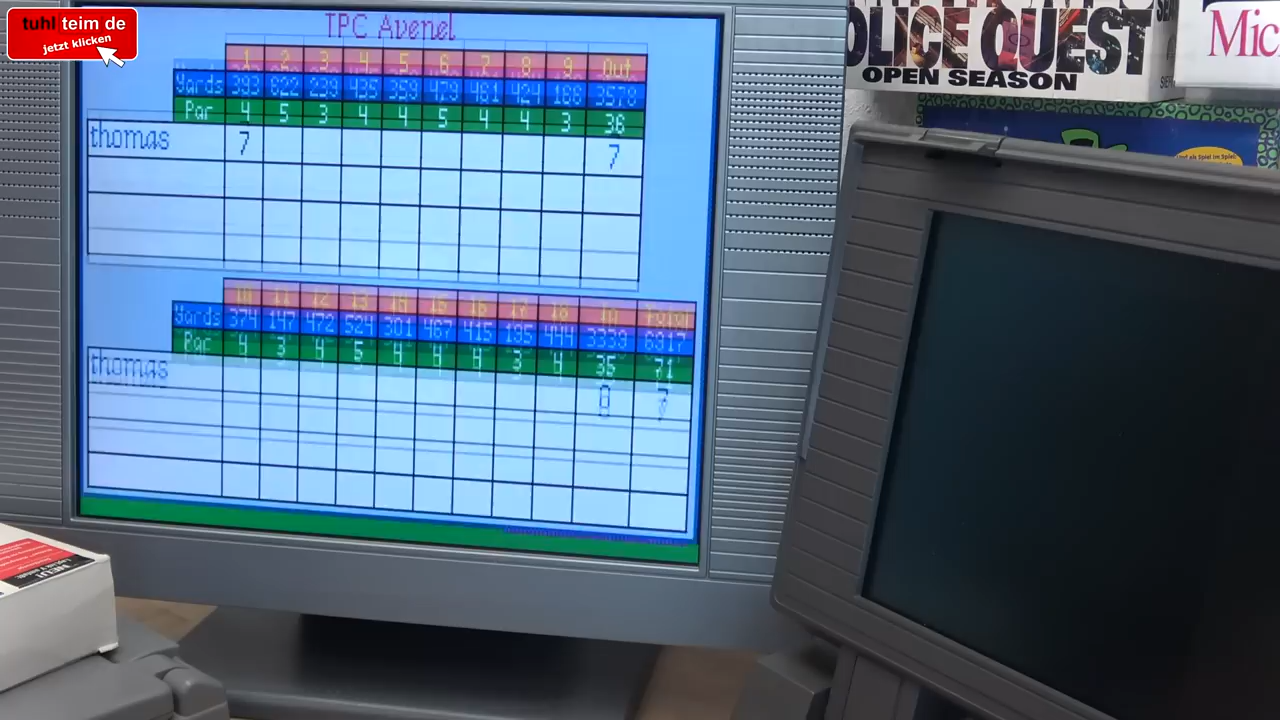 tuhl teim de
jetzt klicken
TPC Avenel
1 2 3 4 5 6 7 8 9 Out
Yards 393 622 239 435 359 479 461 424 166 3578
Par 4 5 3 4 4 5 4 4 3 36
thomas 7 7
10 11 12 13 14 15 16 17 18 In Total
Yards 374 147 472 524 301 467 415 195 444 3339 6917
Par 4 3 4 5 4 4 4 3 4 35 71
thomas 0 7
POLICE QUEST
OPEN SEASON
Mic